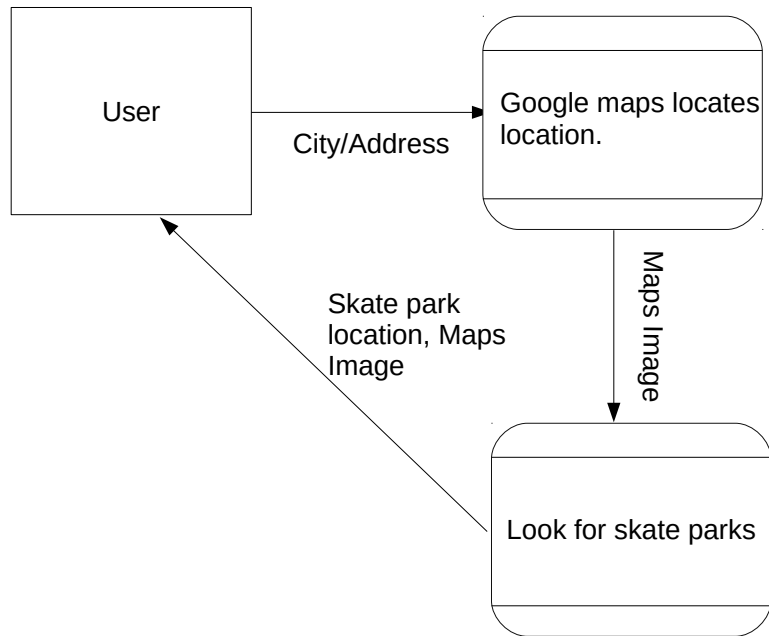 User
Google maps locates
location.
City/Address
Maps Image
Skate park
location, Maps
Image
Look for skate parks